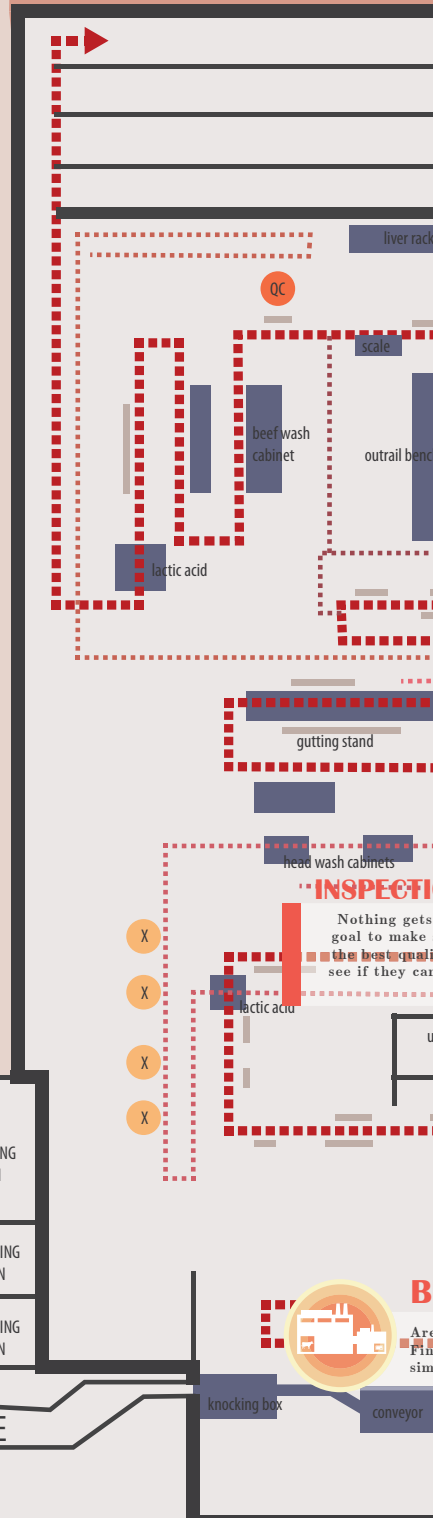 liver rack
QC
scale
beef wash
cabinet
outrail benc
lactic acid
gutting stand
head wash cabinets
INSPECTI
Nothing gets
goal to make
the best quali
see if they can
X
X
lactic acid
u
X
X
NG
ING
N
ING
N
B
Are
Fin
sim
knocking box
conveyor
E